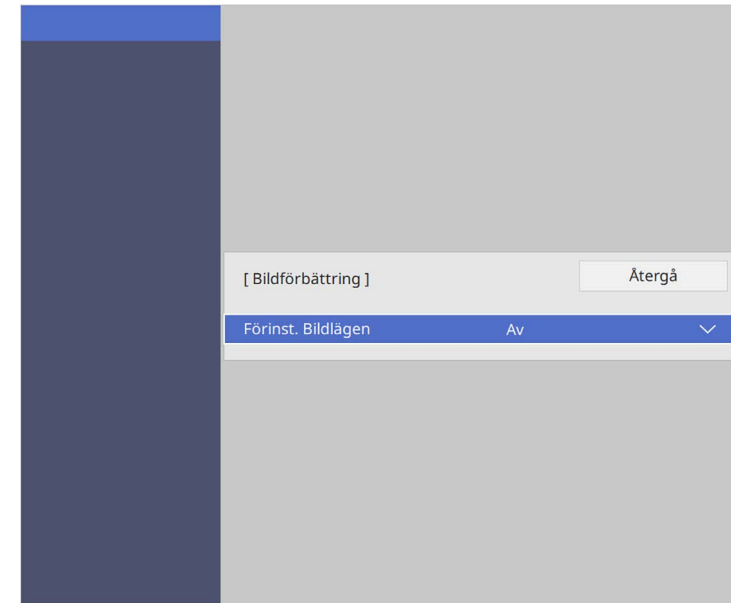 [ Bildförbättring ]
Återgå
Förinst. Bildlägen Av